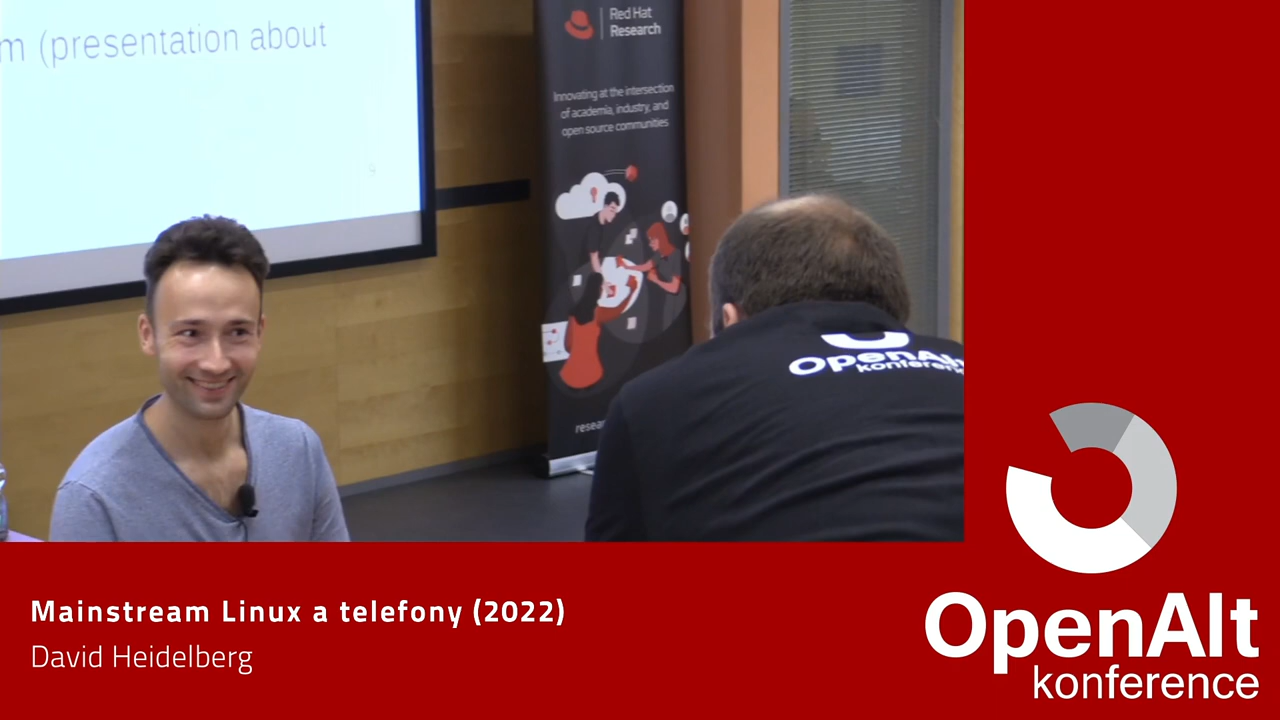 m (presentation about
9
Red Hat
Research
Innovating at the intersection
of academia, industry, and
open source communities
OpenAlt
Mainstream Linux a telefony (2022)
David Heidelberg
OpenAlt
konference